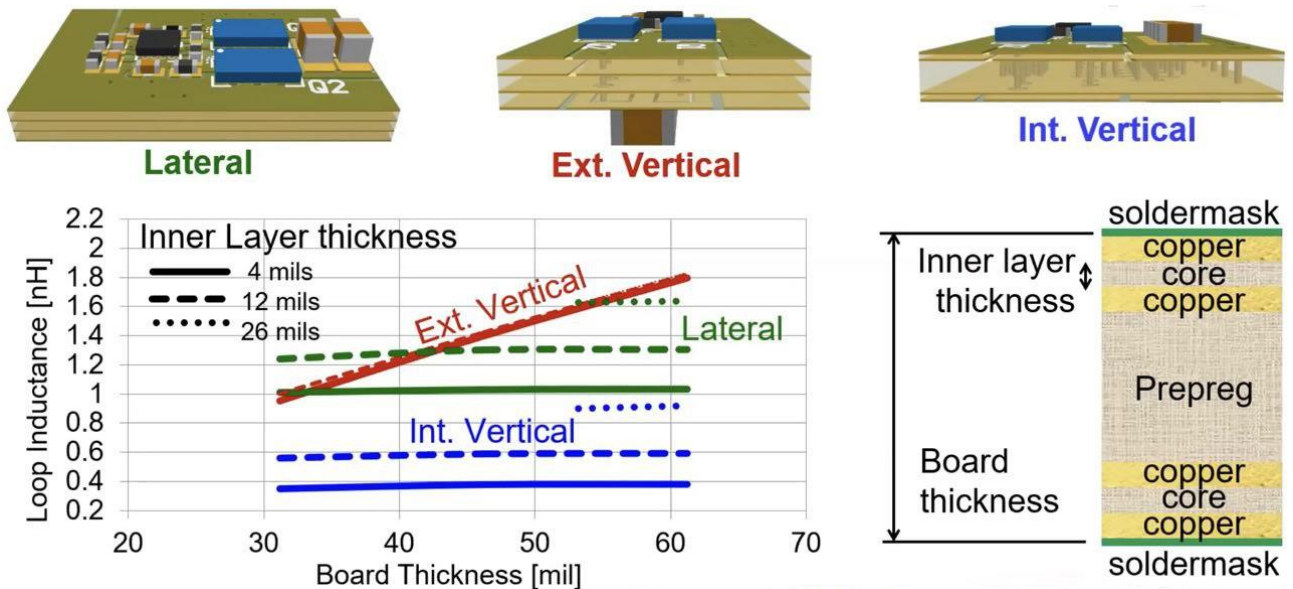 Q2
Lateral
Ext. Vertical
Int. Vertical
Loop Inductance [nH]
2.2
2
1.8
1.6
1.4
1.2
1
0.8
0.6
0.4
0.2
Inner Layer thickness
4 mils
12 mils
26 mils
Ext. Vertical
Lateral
Int. Vertical
20
30
40
50
60
70
Board Thickness [mil]
soldermask
copper
core
copper
Prepreg
copper
core
copper
soldermask
Inner layer
thickness
Board
thickness